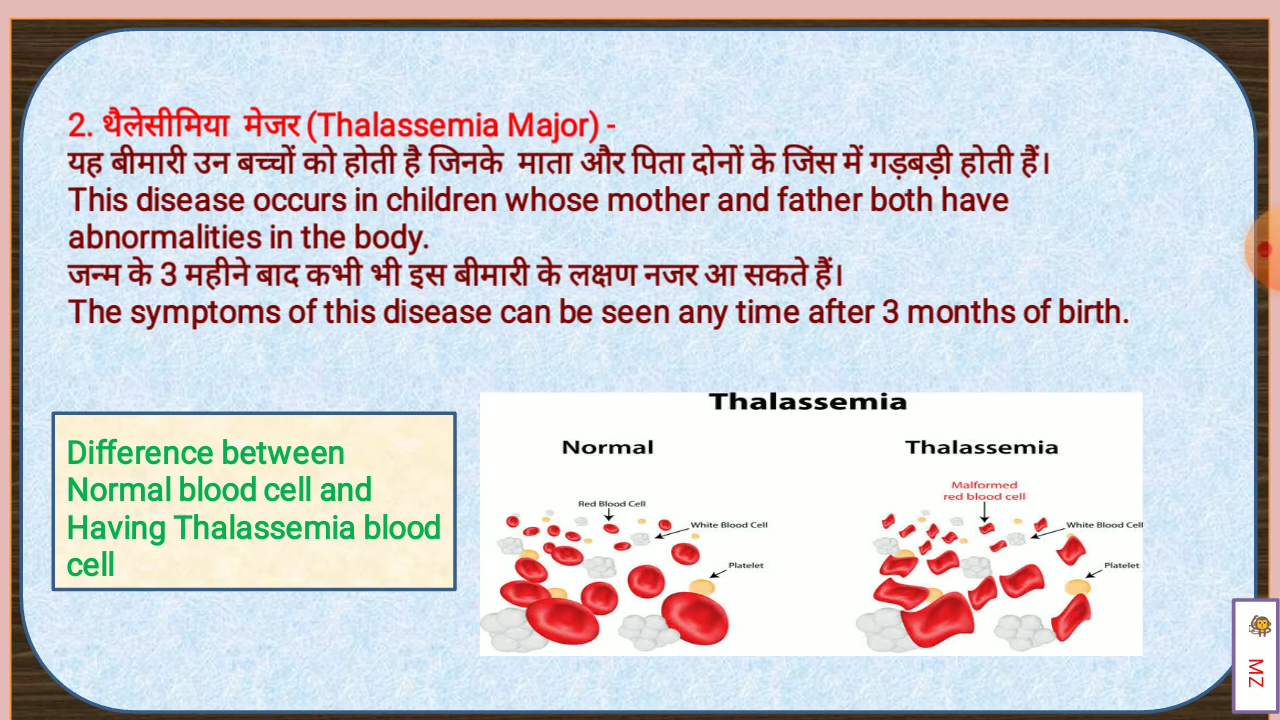 2. थैलेसीमिया मेजर (Thalassemia Major) -
यह बीमारी उन बच्चों को होती है जिनके माता और पिता दोनों के जिंस में गड़बड़ी होती हैं।
This disease occurs in children whose mother and father both have
abnormalities in the body.
जन्म के 3 महीने बाद कभी भी इस बीमारी के लक्षण नजर आ सकते हैं।
The symptoms of this disease can be seen any time after 3 months of birth.
Difference between
Normal blood cell and
Having Thalassemia blood
cell
Thalassemia
Normal
Red Blood Cell
White Blood Cell
Platelet
Thalassemia
Malformed
red blood cell
White Blood Cell
Platelet
MZ